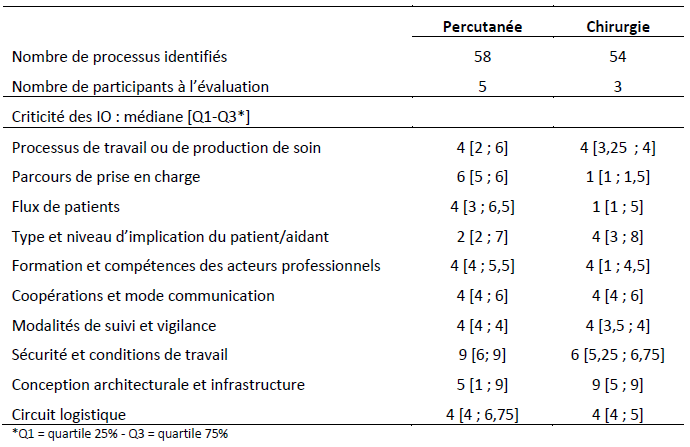 Percutanée Chirurgie
Nombre de processus identifiés 58 54
Nombre de participants à l’évaluation 5 3
Criticité des IO : médiane [Q1-Q3*]
Processus de travail ou de production de soin 4 [2 ; 6] 4 [3,25 ; 4]
Parcours de prise en charge 6 [5 ; 6] 1 [1 ; 1,5]
Flux de patients 4 [3 ; 6,5] 1 [1 ; 5]
Type et niveau d’implication du patient/aidant 2 [2 ; 7] 4 [3 ; 8]
Formation et compétences des acteurs professionnels 4 [4 ; 5,5] 4 [1 ; 4,5]
Coopérations et mode communication 4 [4 ; 6] 4 [4 ; 6]
Modalités de suivi et vigilance 4 [4 ; 4] 4 [3,5 ; 4]
Sécurité et conditions de travail 9 [6; 9] 6 [5,25 ; 6,75]
Conception architecturale et infrastructure 5 [1 ; 9] 9 [5 ; 9]
Circuit logistique 4 [4 ; 6,75] 4 [4 ; 5]
*Q1 = quartile 25% - Q3 = quartile 75%